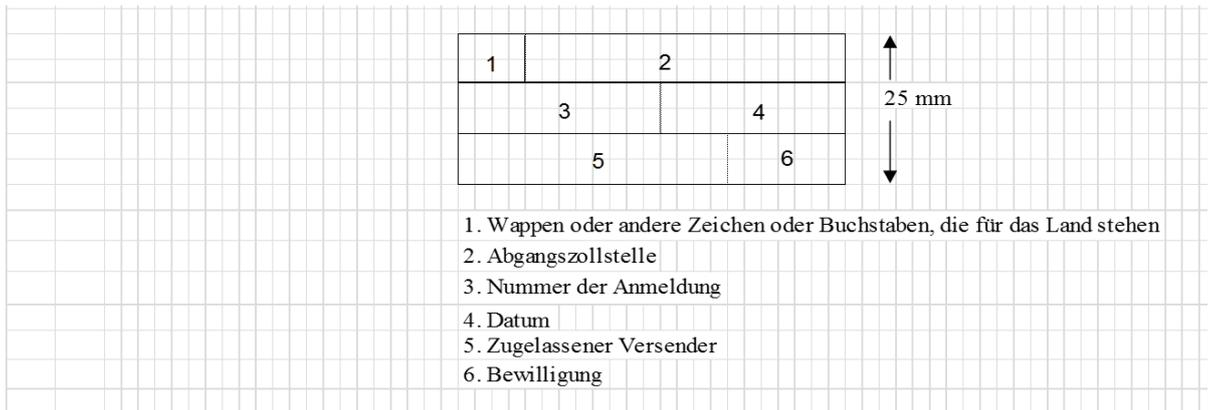 1 2
3 4
25 mm
5 6
1. Wappen oder andere Zeichen oder Buchstaben, die für das Land stehen
2. Abgangszollstelle
3. Nummer der Anmeldung
4. Datum
5. Zugelassener Versender
6. Bewilligung